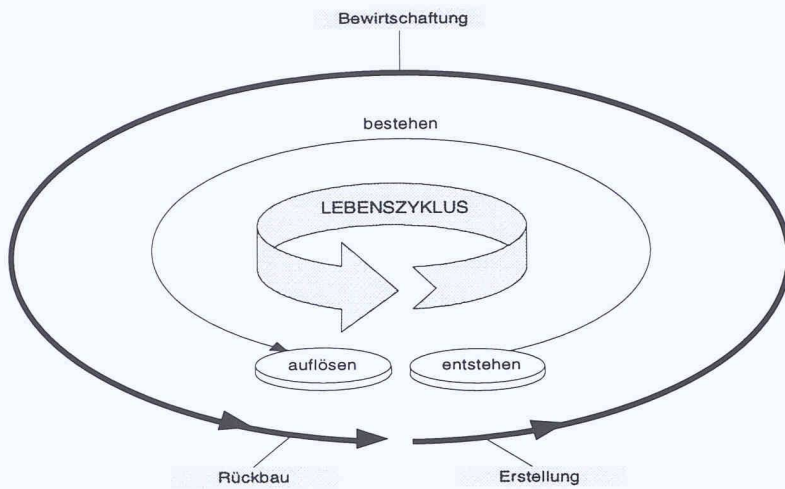 Bewirtschaftung
bestehen
LEBENSZYKLUS
auflösen
entstehen
Rückbau
Erstellung